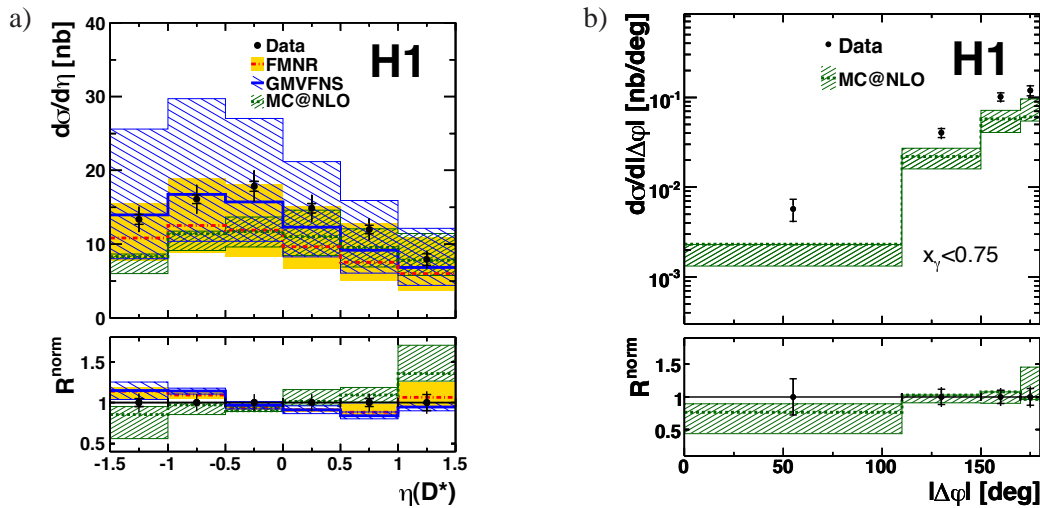 a)
dσ/dη [nb]
40
30
20
10
0
Data
FMNR
GMVFNS
MC@NLO
H1
R^norm
1.5
1
0.5
-1.5 -1 -0.5 0 0.5 1 1.5
η(D*)
b)
dσ/d|Δφ| [nb/deg]
10^-1
10^-2
10^-3
Data
MC@NLO
H1
x_γ<0.75
R^norm
1.5
1
0.5
0 50 100 150
|Δφ| [deg]